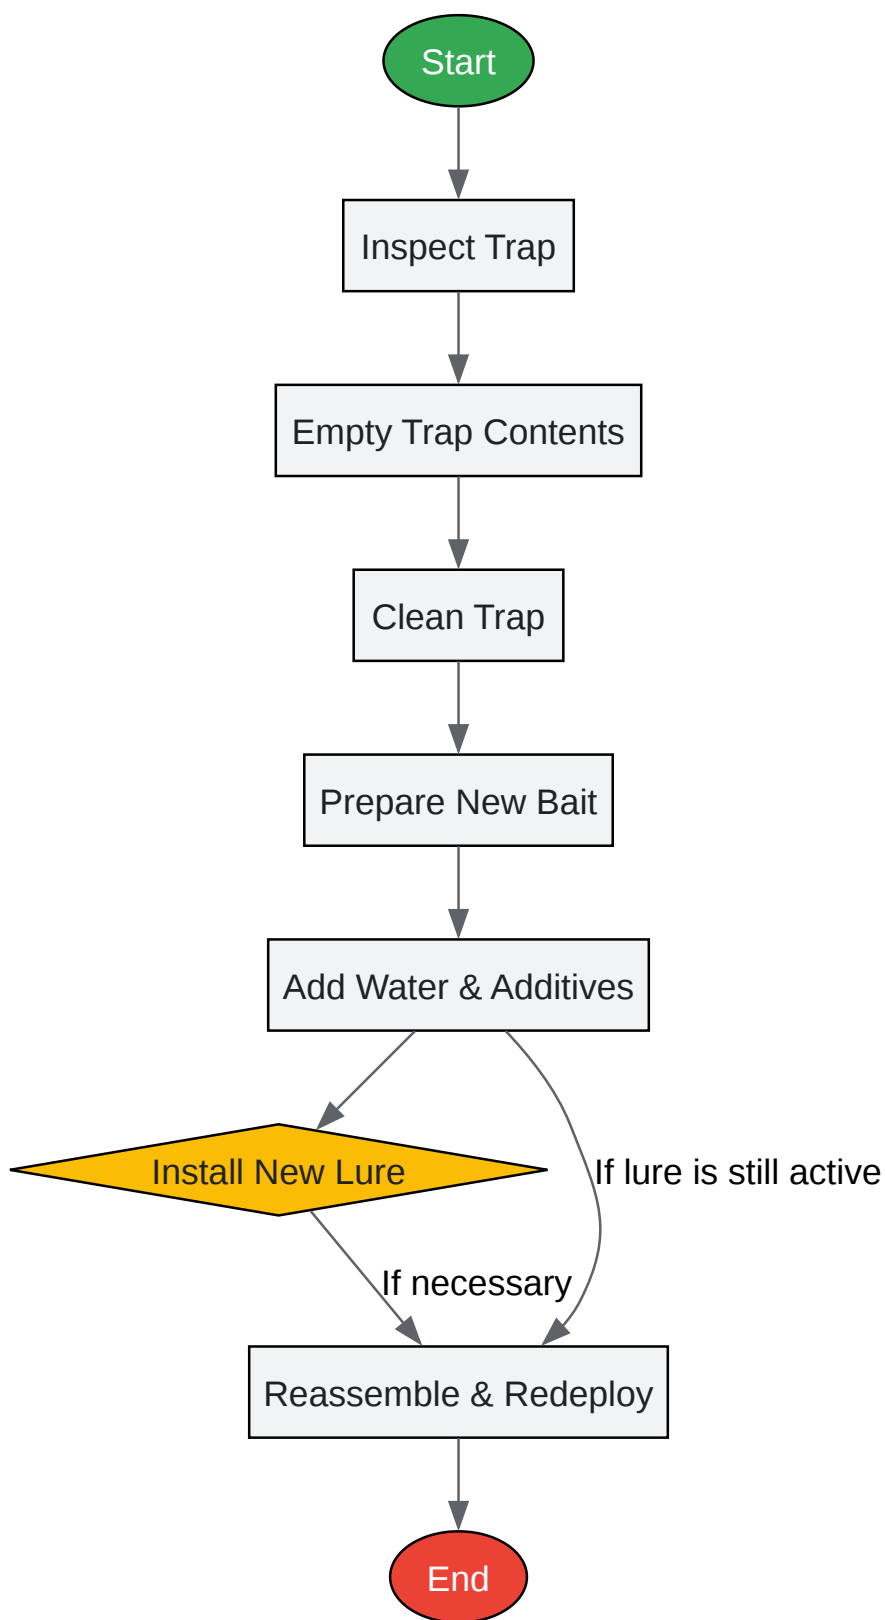 Start
Inspect Trap
Empty Trap Contents
Clean Trap
Prepare New Bait
Add Water & Additives
Install New Lure
If lure is still active
If necessary
Reassemble & Redeploy
End